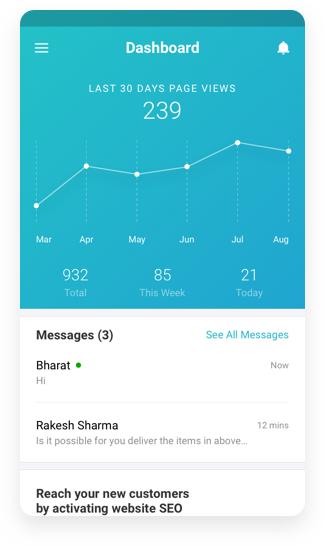 Dashboard
LAST 30 DAYS PAGE VIEWS
239
Mar Apr May Jun Jul Aug
932 85 21
Total This Week Today
Messages (3) See All Messages
Bharat Now
Hi
Rakesh Sharma 12 mins
Is it possible for you deliver the items in above...
Reach your new customers
by activating website SEO